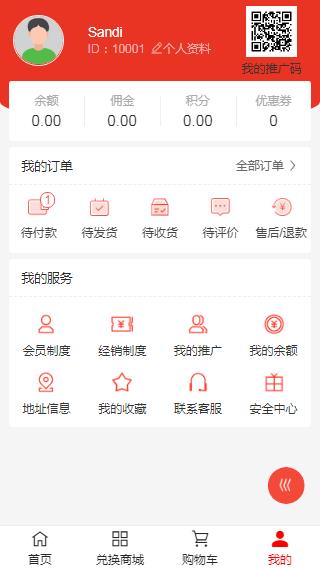 Sandi
ID：10001 个人资料
我的推广码
余额 佣金 积分 优惠券
0.00 0.00 0.00 0
我的订单 全部订单
1
待付款 待发货 待收货 待评价 售后/退款
我的服务
会员制度 经销制度 我的推广 我的余额
地址信息 我的收藏 联系客服 安全中心
首页 兑换商城 购物车 我的